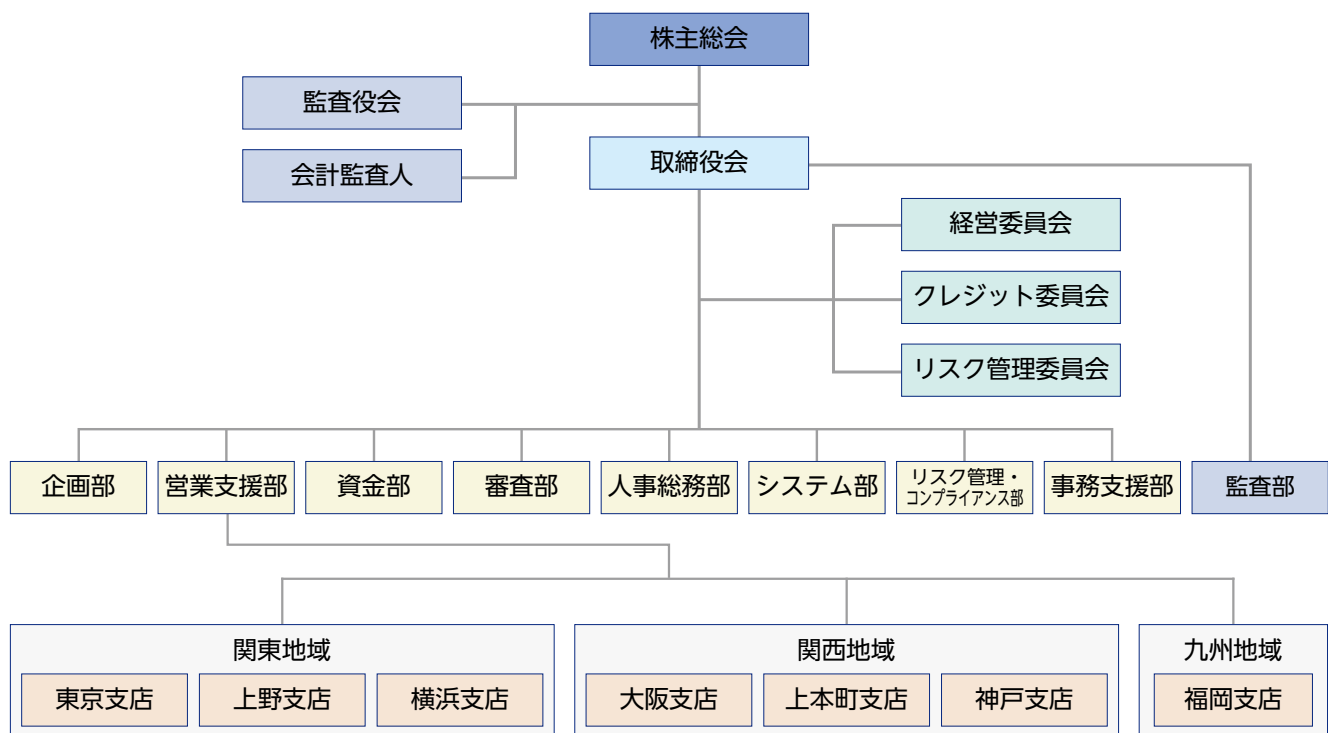 株主総会
監査役会
会計監査人
取締役会
経営委員会
クレジット委員会
リスク管理委員会
企画部
営業支援部
資金部
審査部
人事総務部
システム部
リスク管理・
コンプライアンス部
事務支援部
監査部
関東地域
東京支店
上野支店
横浜支店
関西地域
大阪支店
上本町支店
神戸支店
九州地域
福岡支店